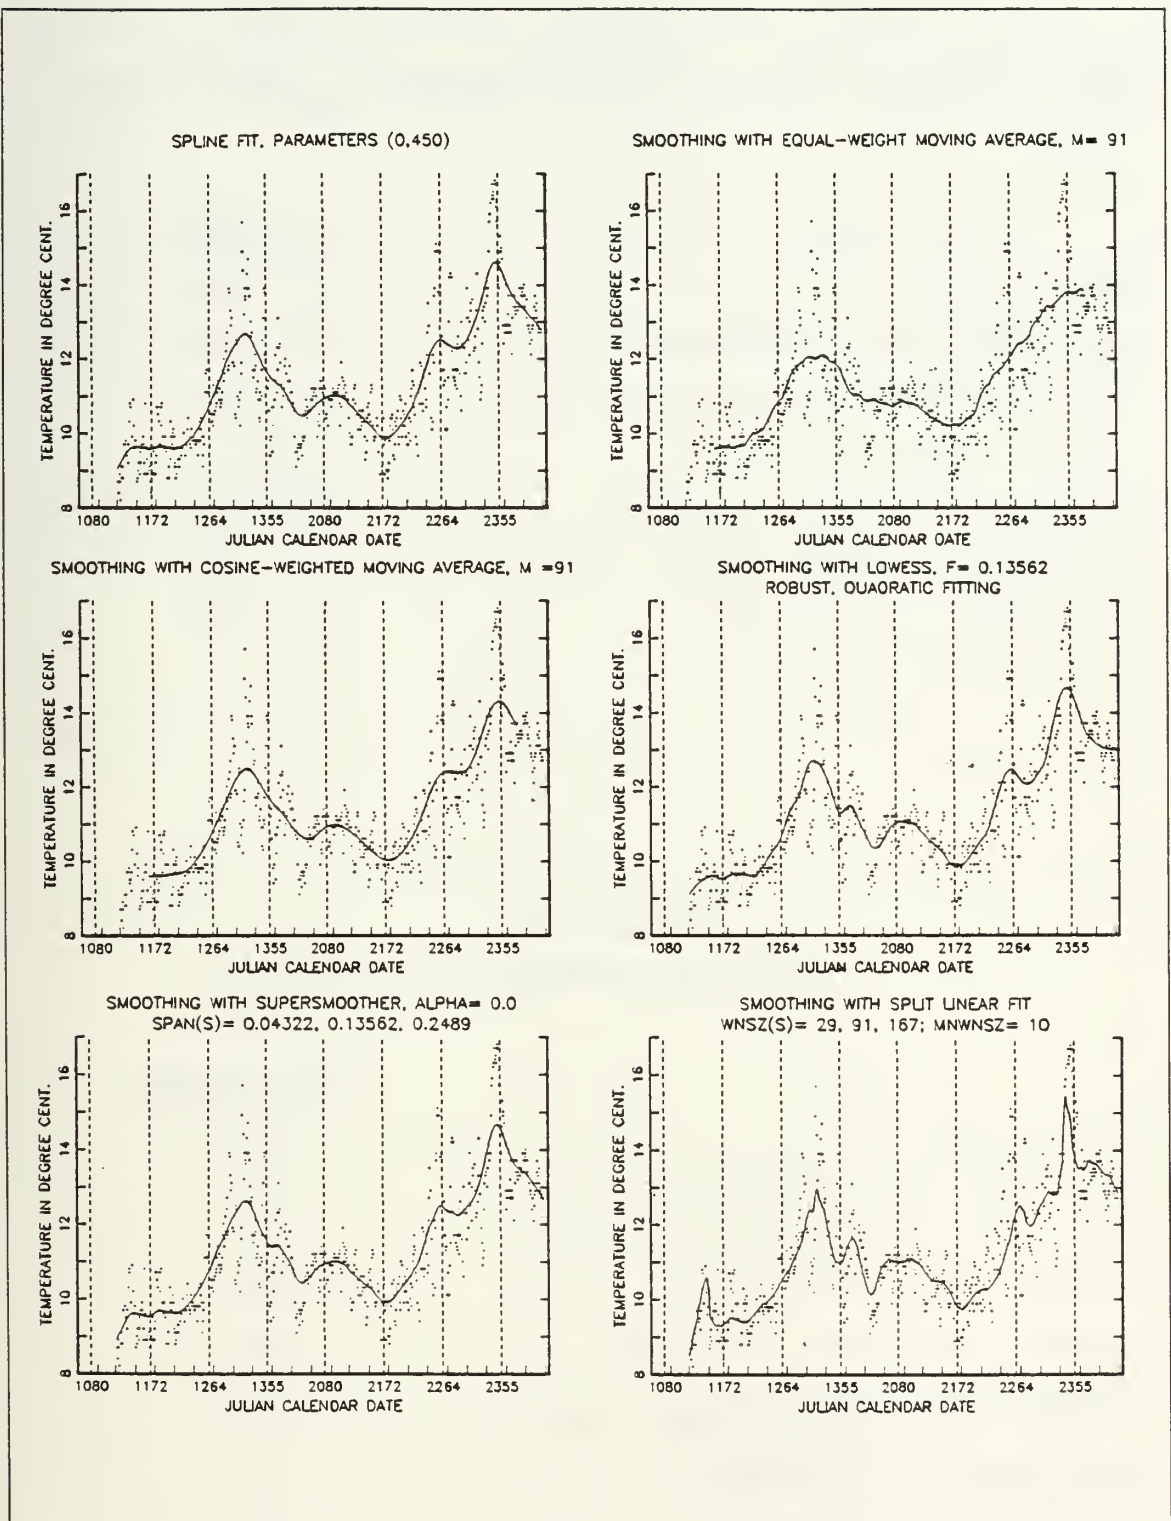 SPLINE FIT, PARAMETERS (0,450)
TEMPERATURE IN DEGREE CENT.
16
14
12
10
8
1080 1172 1264 1355 2080 2172 2264 2355
JULIAN CALENDAR DATE
SMOOTHING WITH EQUAL-WEIGHT MOVING AVERAGE, M= 91
TEMPERATURE IN DEGREE CENT.
16
14
12
10
8
1080 1172 1264 1355 2080 2172 2264 2355
JULIAN CALENDAR DATE
SMOOTHING WITH COSINE-WEIGHTED MOVING AVERAGE, M =91
TEMPERATURE IN DEGREE CENT.
16
14
12
10
8
1080 1172 1264 1355 2080 2172 2264 2355
JULIAN CALENDAR DATE
SMOOTHING WITH LOWESS, F= 0.13562
ROBUST, QUADRATIC FITTING
TEMPERATURE IN DEGREE CENT.
16
14
12
10
8
1080 1172 1264 1355 2080 2172 2264 2355
JULIAN CALENDAR DATE
SMOOTHING WITH SUPERSMOOTHER, ALPHA= 0.0
SPAN(S)= 0.04322, 0.13562, 0.2489
TEMPERATURE IN DEGREE CENT.
16
14
12
10
8
1080 1172 1264 1355 2080 2172 2264 2355
JULIAN CALENDAR DATE
SMOOTHING WITH SPLIT LINEAR FIT
WNSZ(S)= 29, 91, 167; MNWNSZ= 10
TEMPERATURE IN DEGREE CENT.
16
14
12
10
8
1080 1172 1264 1355 2080 2172 2264 2355
JULIAN CALENDAR DATE